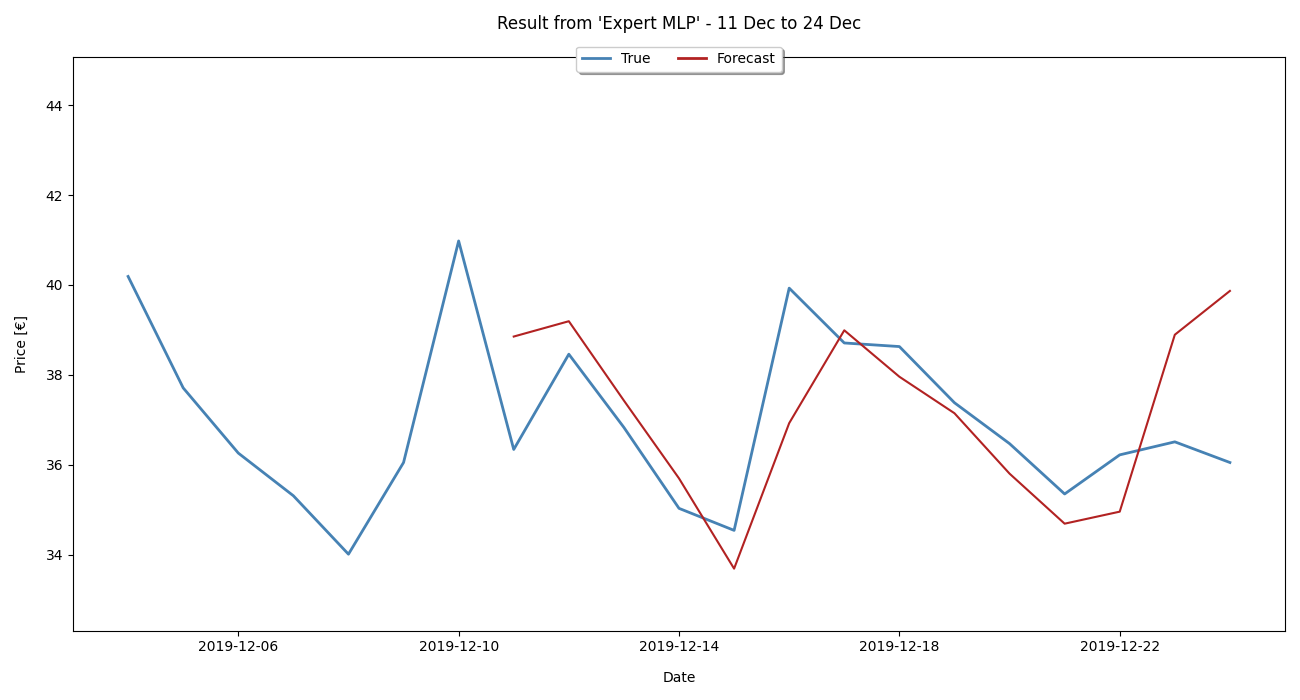 Result from 'Expert MLP' - 11 Dec to 24 Dec
True Forecast
44
42
40
38
36
34
Price [€]
2019-12-06 2019-12-10 2019-12-14 2019-12-18 2019-12-22
Date